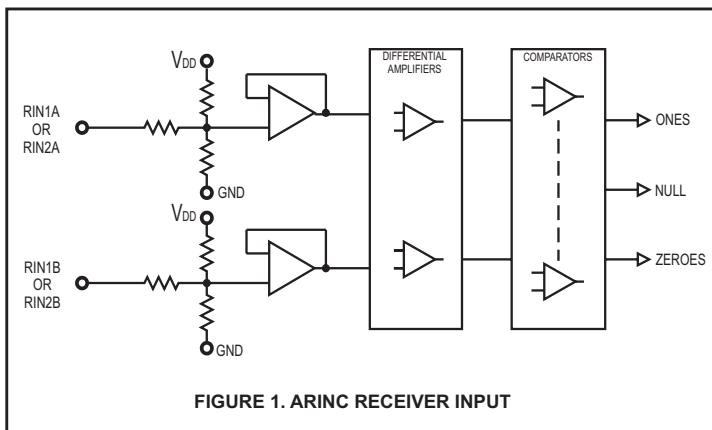 VDD
RIN1A
OR
RIN2A
GND
VDD
RIN1B
OR
RIN2B
GND
DIFFERENTIAL
AMPLIFIERS
COMPARATORS
ONES
NULL
ZEROES
FIGURE 1. ARINC RECEIVER INPUT